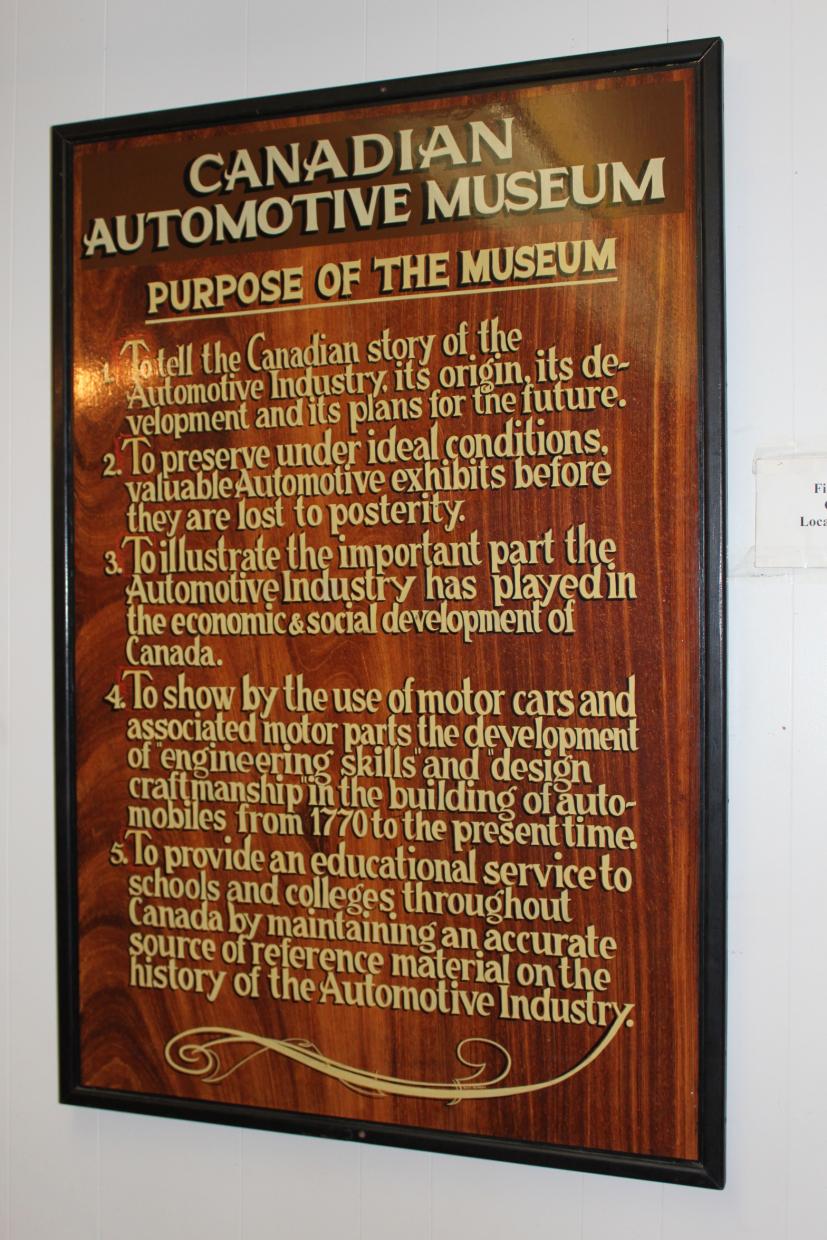 CANADIAN
AUTOMOTIVE MUSEUM
PURPOSE OF THE MUSEUM
1. To tell the Canadian story of the
Automotive Industry, its origin, its de-
velopment and its plans for the future.
2. To preserve under ideal conditions,
valuable Automotive exhibits before
they are lost to posterity.
3. To illustrate the important part the
Automotive Industry has played in
the economic & social development of
Canada.
4. To show by the use of motor cars and
associated motor parts the development
of "engineering skills" and "design
craftmanship" in the building of auto-
mobiles from 1770 to the present time.
5. To provide an educational service to
schools and colleges throughout
Canada by maintaining an accurate
source of reference material on the
history of the Automotive Industry.
Fi
Loca